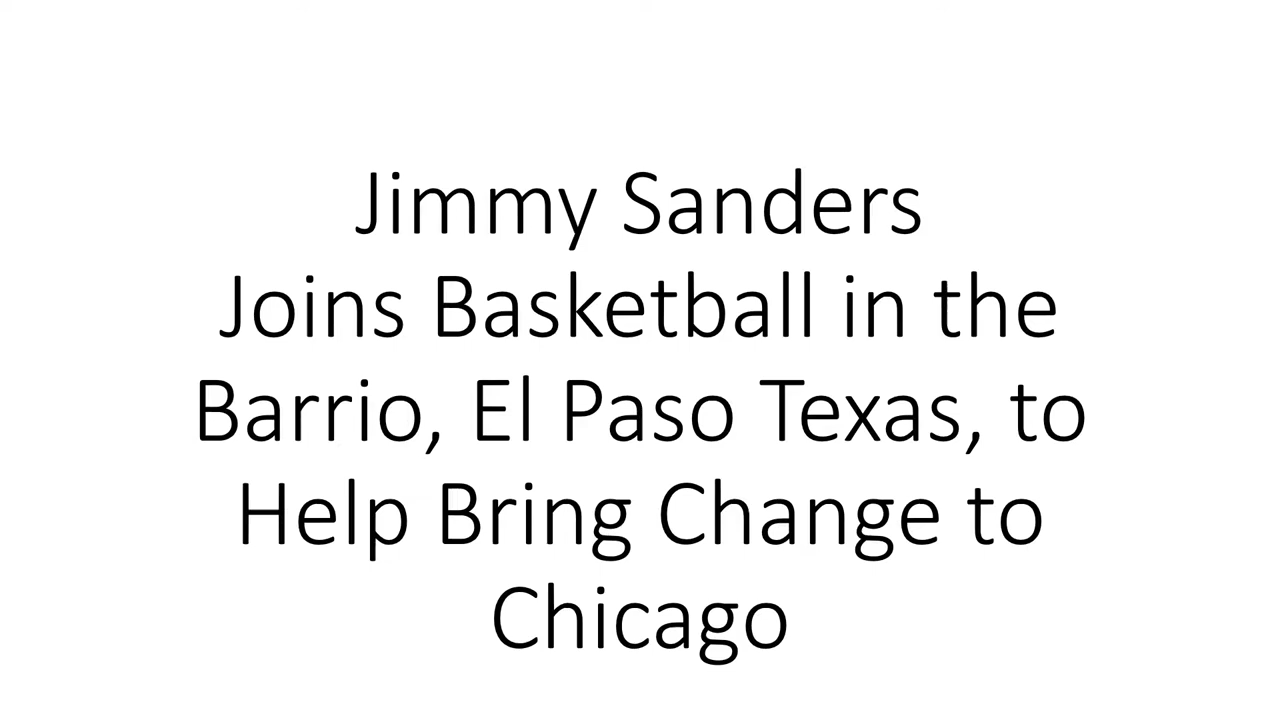 Jimmy Sanders
Joins Basketball in the
Barrio, El Paso Texas, to
Help Bring Change to
Chicago